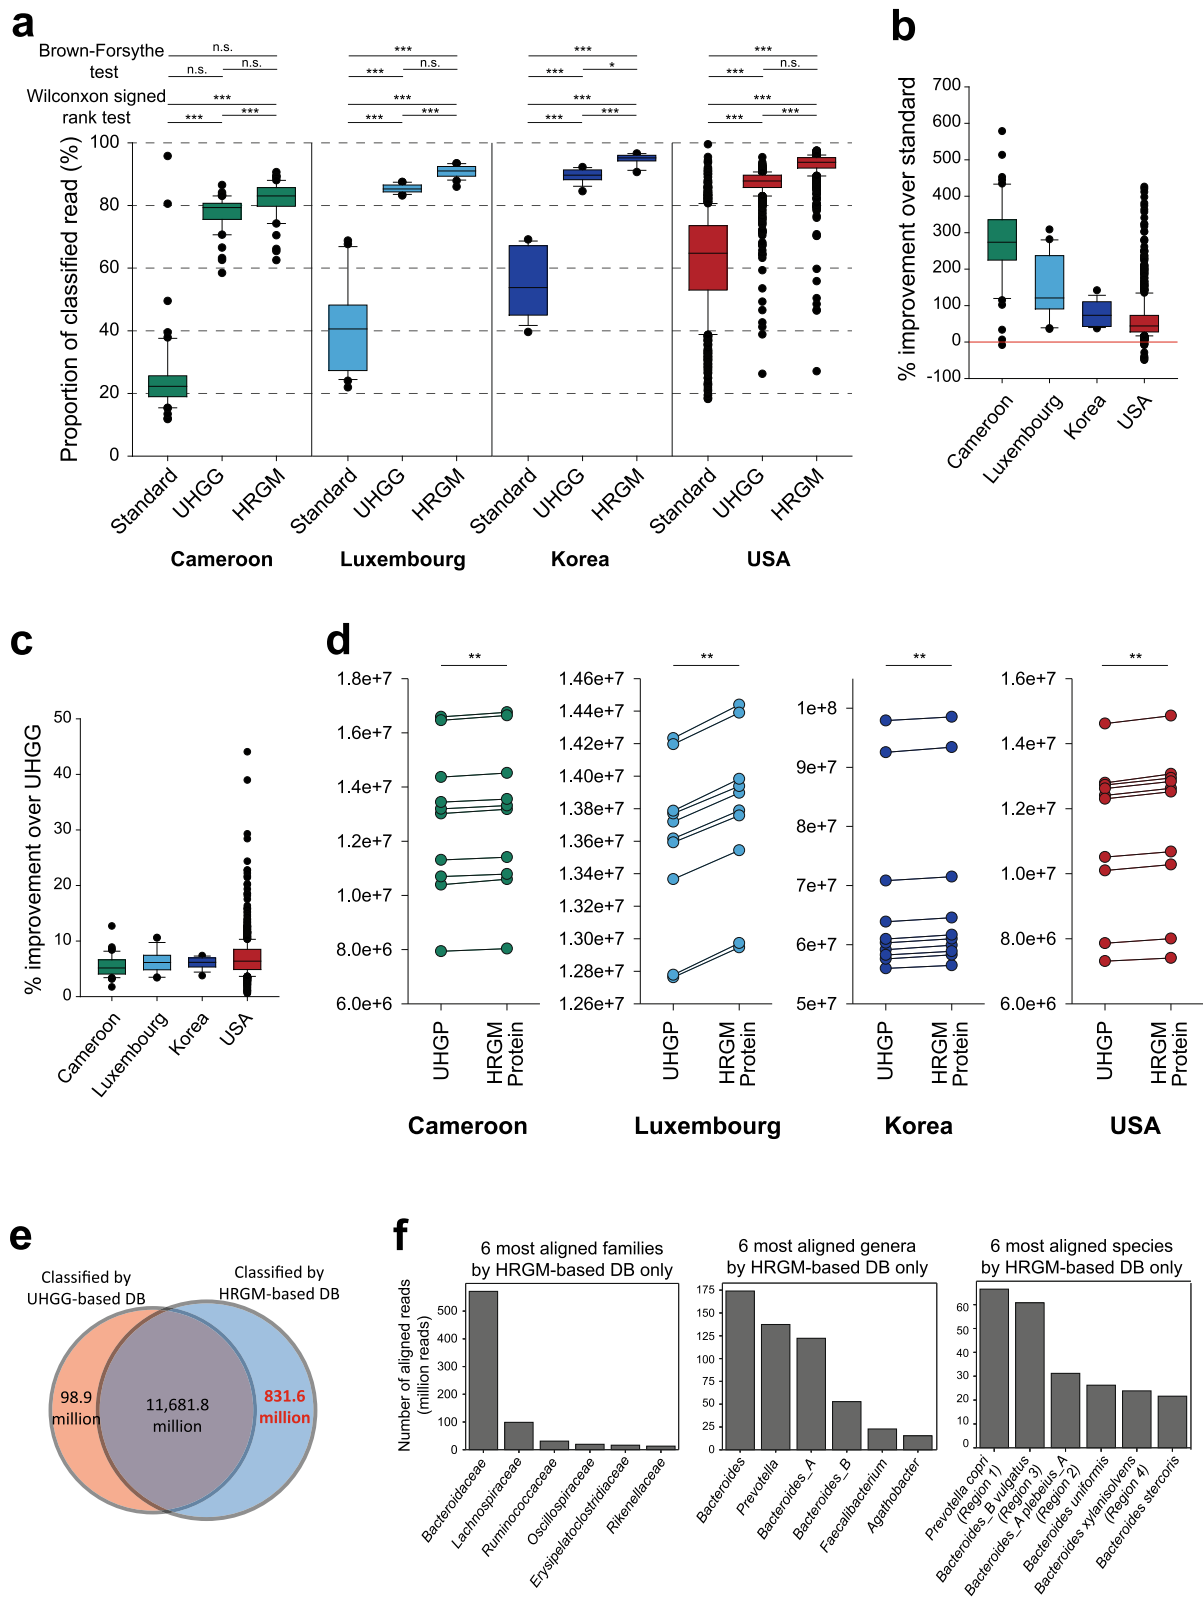 a
Brown-Forsythe
test
n.s.
n.s.
n.s.
***
***
n.s.
***
***
*
***
***
n.s.
Wilconxon signed
rank test
***
***
***
***
***
***
***
***
***
***
***
***
Proportion of classified read (%)
100
80
60
40
20
0
Standard
UHGG
HRGM
Standard
UHGG
HRGM
Standard
UHGG
HRGM
Standard
UHGG
HRGM
Cameroon
Luxembourg
Korea
USA
b
% improvement over standard
700
600
500
400
300
200
100
0
-100
Cameroon
Luxembourg
Korea
USA
c
% improvement over UHGG
50
40
30
20
10
0
Cameroon
Luxembourg
Korea
USA
d
**
1.8e+7
1.6e+7
1.4e+7
1.2e+7
1.0e+7
8.0e+6
6.0e+6
UHGP
HRGM
Protein
Cameroon
**
1.46e+7
1.44e+7
1.42e+7
1.40e+7
1.38e+7
1.36e+7
1.34e+7
1.32e+7
1.30e+7
1.28e+7
1.26e+7
UHGP
HRGM
Protein
Luxembourg
**
1e+8
9e+7
8e+7
7e+7
6e+7
5e+7
UHGP
HRGM
Protein
Korea
**
1.6e+7
1.4e+7
1.2e+7
1.0e+7
8.0e+6
6.0e+6
UHGP
HRGM
Protein
USA
e
Classified by
UHGG-based DB
Classified by
HRGM-based DB
98.9
million
11,681.8
million
831.6
million
f
6 most aligned families
by HRGM-based DB only
Number of aligned reads
(million reads)
500
400
300
200
100
0
Bacteroidaceae
Lachnospiraceae
Ruminococcaceae
Oscillospiraceae
Erysipelatoclostridiaceae
Rikenellaceae
6 most aligned genera
by HRGM-based DB only
175
150
125
100
75
50
25
0
Bacteroides
Prevotella
Bacteroides_A
Bacteroides_B
Faecalibacterium
Agathobacter
6 most aligned species
by HRGM-based DB only
60
50
40
30
20
10
0
Prevotella copri
(Region 1)
Bacteroides_B vulgatus
(Region 3)
Bacteroides_A plebeius_A
(Region 2)
Bacteroides uniformis
Bacteroides xylanisolvens
(Region 4)
Bacteroides stercoris